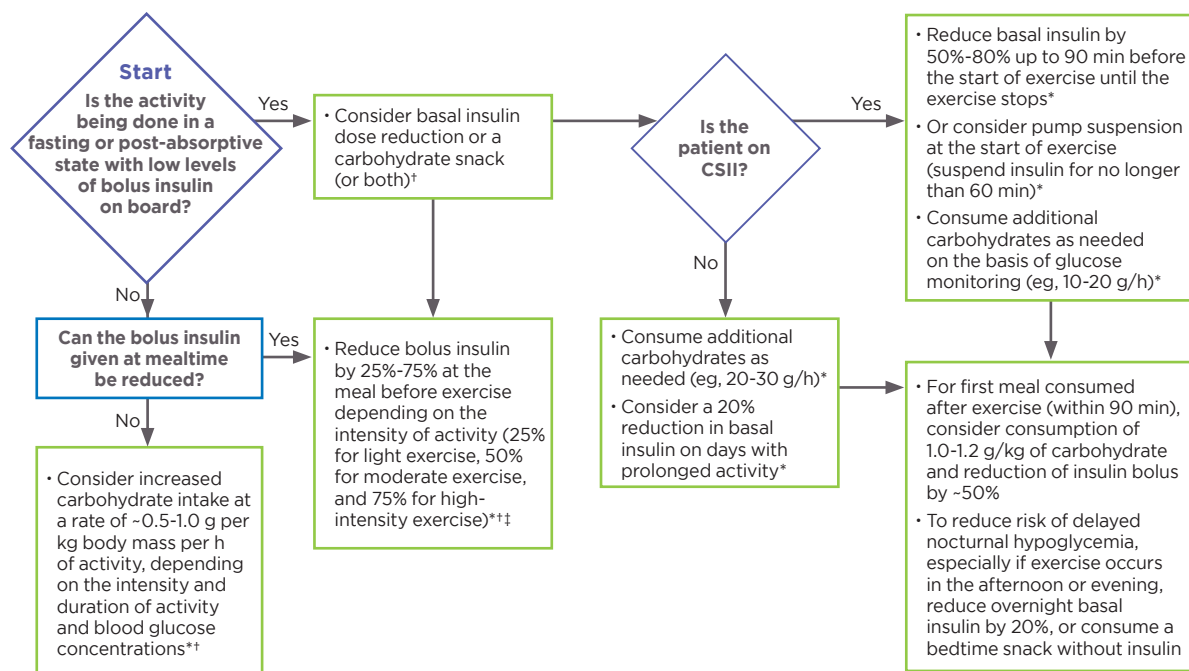 Start
Is the activity
being done in a
fasting or post-absorptive
state with low levels
of bolus insulin
on board?
Yes
• Consider basal insulin
dose reduction or a
carbohydrate snack
(or both)†
Is the
patient on
CSII?
Yes
• Reduce basal insulin by
50%-80% up to 90 min before
the start of exercise until the
exercise stops*
• Or consider pump suspension
at the start of exercise
(suspend insulin for no longer
than 60 min)*
• Consume additional
carbohydrates as needed
on the basis of glucose
monitoring (eg, 10-20 g/h)*
No
Can the bolus insulin
given at mealtime
be reduced?
Yes
• Reduce bolus insulin
by 25%-75% at the
meal before exercise
depending on the
intensity of activity (25%
for light exercise, 50%
for moderate exercise,
and 75% for high-
intensity exercise)*†‡
No
• Consume additional
carbohydrates as
needed (eg, 20-30 g/h)*
• Consider a 20%
reduction in basal
insulin on days with
prolonged activity*
• For first meal consumed
after exercise (within 90 min),
consider consumption of
1.0-1.2 g/kg of carbohydrate
and reduction of insulin bolus
by ~50%
• To reduce risk of delayed
nocturnal hypoglycemia,
especially if exercise occurs
in the afternoon or evening,
reduce overnight basal
insulin by 20%, or consume a
bedtime snack without insulin
No
• Consider increased
carbohydrate intake at
a rate of ~0.5-1.0 g per
kg body mass per h
of activity, depending
on the intensity and
duration of activity
and blood glucose
concentrations*†